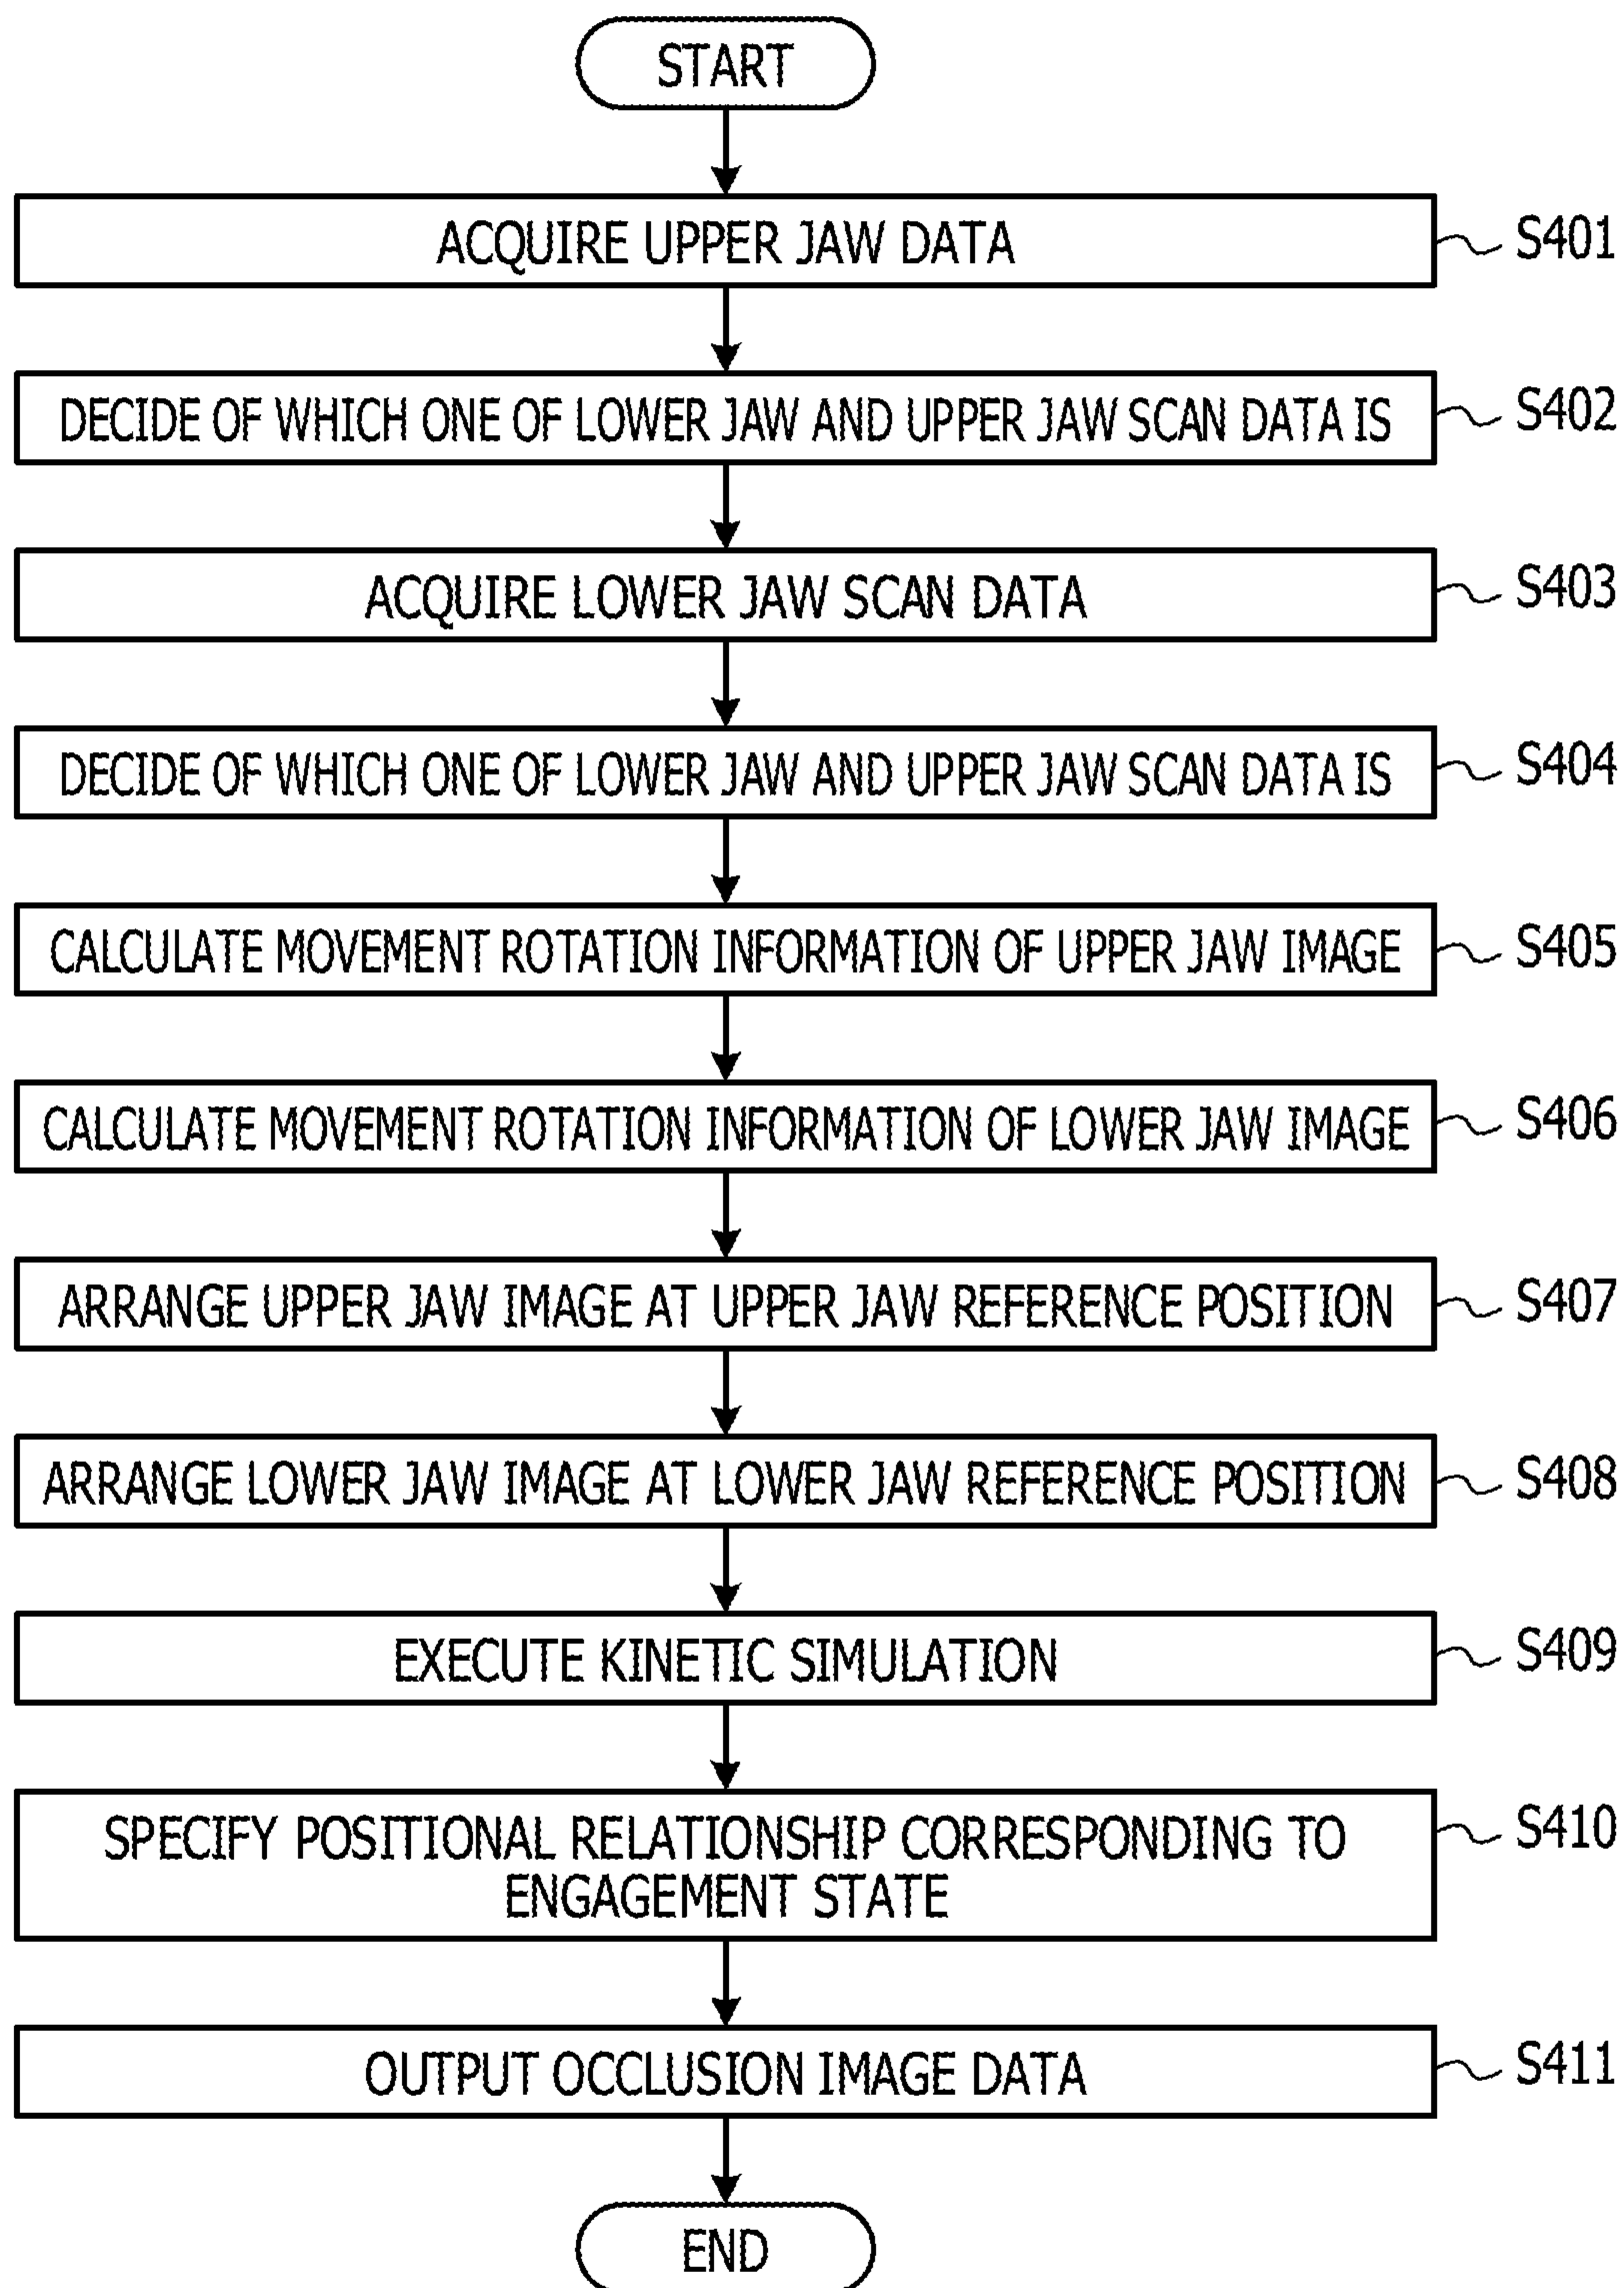 START
ACQUIRE UPPER JAW DATA
S401
DECIDE OF WHICH ONE OF LOWER JAW AND UPPER JAW SCAN DATA IS
S402
ACQUIRE LOWER JAW SCAN DATA
S403
DECIDE OF WHICH ONE OF LOWER JAW AND UPPER JAW SCAN DATA IS
S404
CALCULATE MOVEMENT ROTATION INFORMATION OF UPPER JAW IMAGE
S405
CALCULATE MOVEMENT ROTATION INFORMATION OF LOWER JAW IMAGE
S406
ARRANGE UPPER JAW IMAGE AT UPPER JAW REFERENCE POSITION
S407
ARRANGE LOWER JAW IMAGE AT LOWER JAW REFERENCE POSITION
S408
EXECUTE KINETIC SIMULATION
S409
SPECIFY POSITIONAL RELATIONSHIP CORRESPONDING TO
ENGAGEMENT STATE
S410
OUTPUT OCCLUSION IMAGE DATA
S411
END